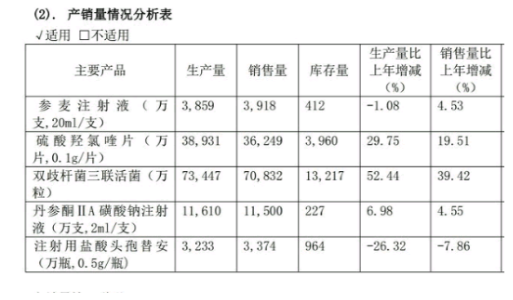 (2). 产销量情况分析表
√适用 □不适用
主要产品 生产量 销售量 库存量 生产量比上年增减(%) 销售量比上年增减(%)
参麦注射液(万支,20ml/支) 3,859 3,918 412 -1.08 4.53
硫酸羟氯喹片(万片,0.1g/片) 38,931 36,249 3,960 29.75 19.51
双歧杆菌三联活菌(万粒) 73,447 70,832 13,217 52.44 39.42
丹参酮ⅡA磺酸钠注射液(万支,2ml/支) 11,610 11,500 227 6.98 4.55
注射用盐酸头孢替安(万瓶,0.5g/瓶) 3,233 3,374 964 -26.32 -7.86